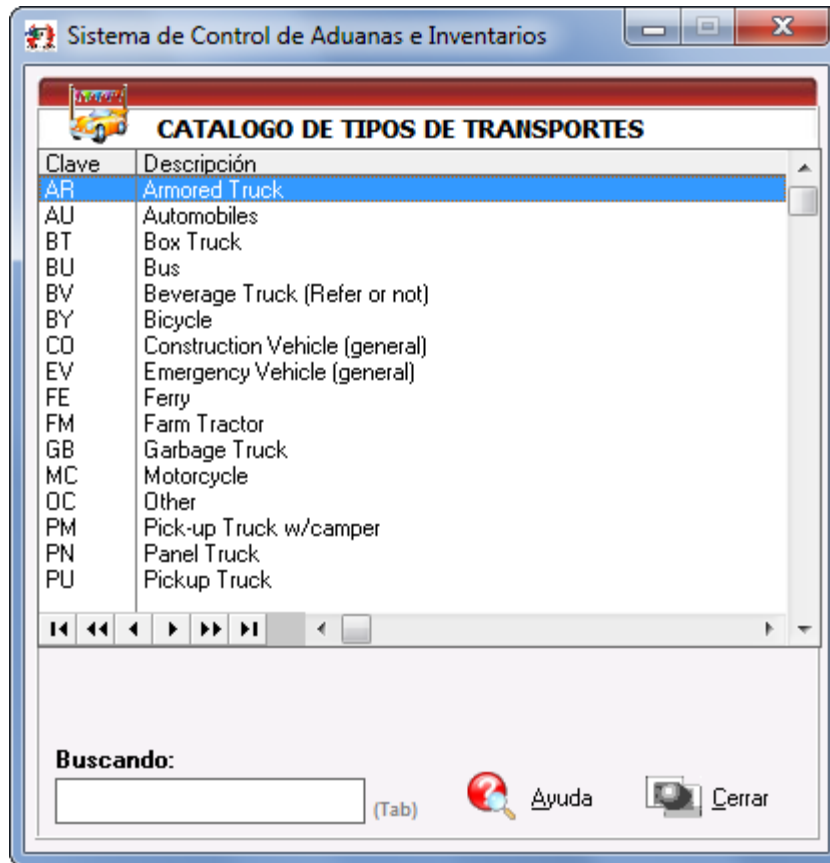 Sistema de Control de Aduanas e Inventarios
CATALOGO DE TIPOS DE TRANSPORTES
Clave Descripción
AR Armored Truck
AU Automobiles
BT Box Truck
BU Bus
BV Beverage Truck (Refer or not)
BY Bicycle
CO Construction Vehicle (general)
EV Emergency Vehicle (general)
FE Ferry
FM Farm Tractor
GB Garbage Truck
MC Motorcycle
OC Other
PM Pick-up Truck w/camper
PN Panel Truck
PU Pickup Truck
Buscando:
(Tab) Ayuda Cerrar